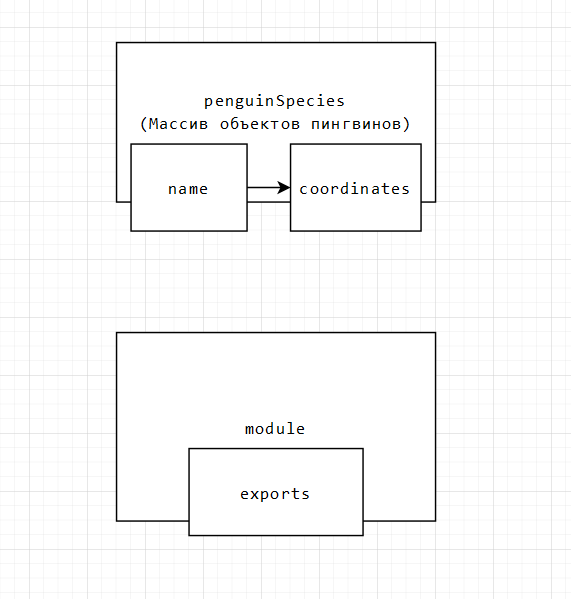 penguinSpecies
(Массив объектов пингвинов)
name
coordinates
module
exports